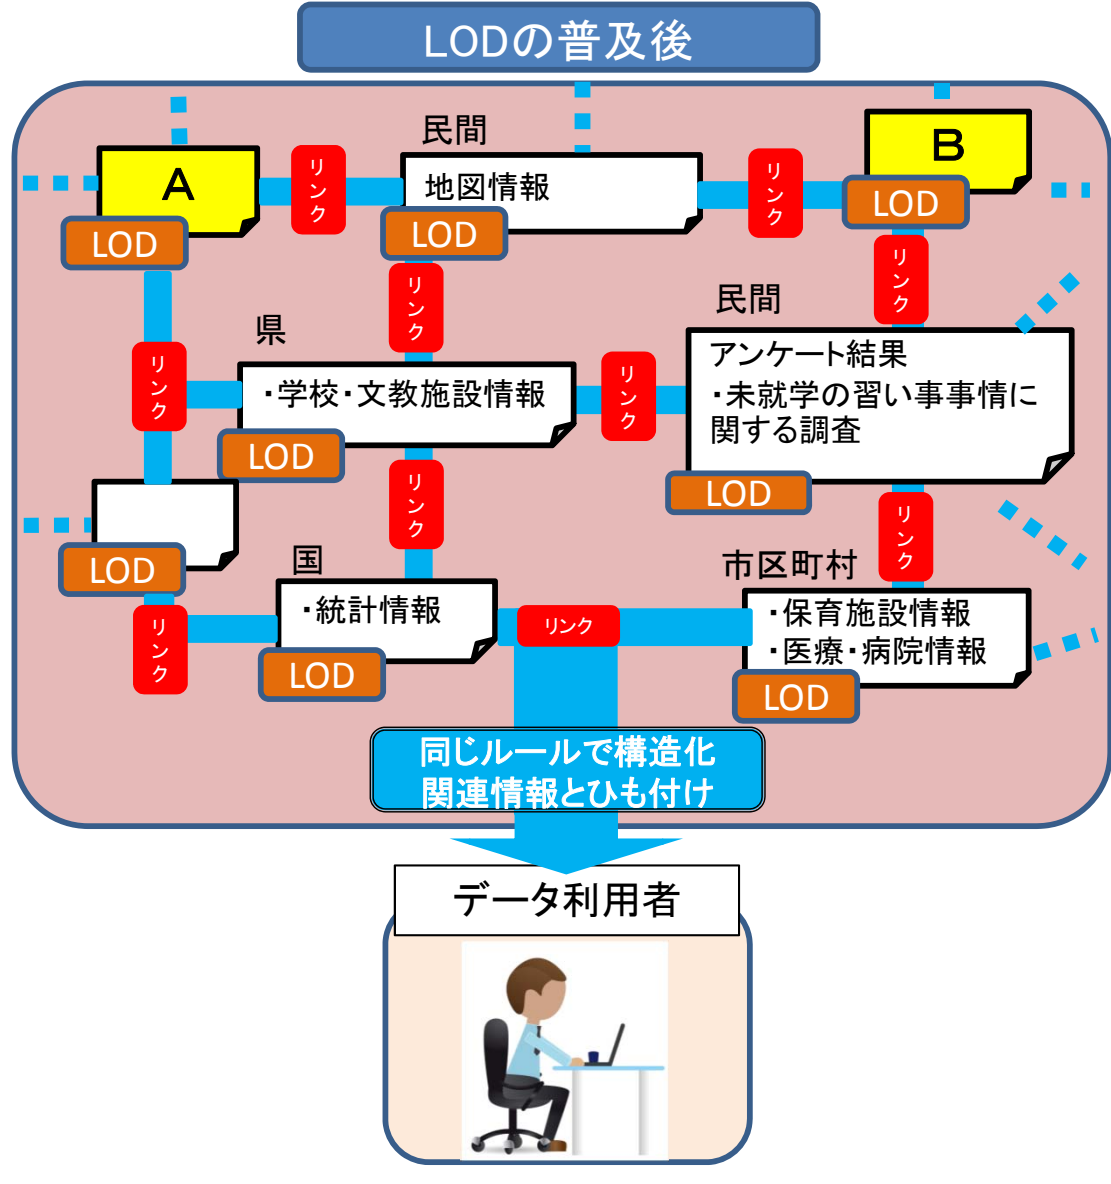 LODの普及後
A
LOD
リンク
民間
地図情報
LOD
リンク
B
LOD
リンク
リンク
県
・学校・文教施設情報
LOD
リンク
リンク
民間
アンケート結果
・未就学の習い事事情に
関する調査
LOD
リンク
リンク
LOD
リンク
国
・統計情報
LOD
リンク
市区町村
・保育施設情報
・医療・病院情報
LOD
同じルールで構造化
関連情報とひも付け
データ利用者